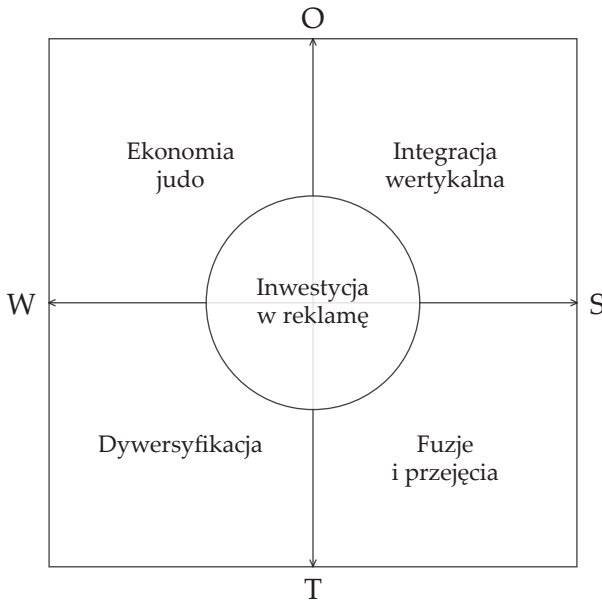 O
Ekonomia
judo
Integracja
wertykalna
W
Inwestycja
w reklamę
S
Dywersyfikacja
Fuzje
i przejęcia
T